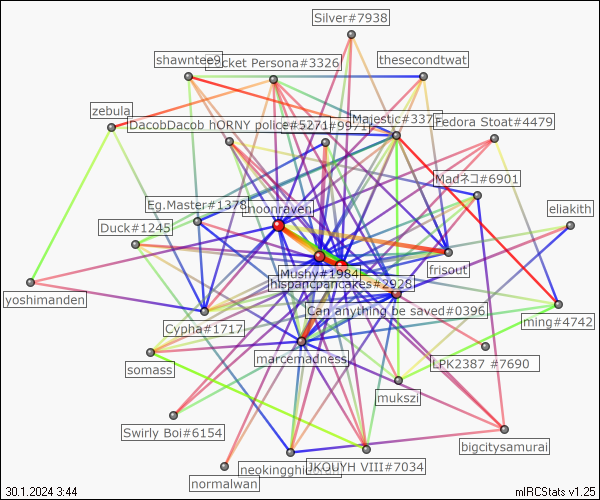 Silver#7938
shawntee9
Pocket Persona#3326
thesecondtwat
zebula
DacobDacob hORNY police#5271
#9971
Majestic#337
Fedora Stoat#4479
Madネコ#6901
Eg.Master#1378
moonraven
eliakith
Duck#1245
Mushy#1984
frisout
hispancpancakes#2928
yoshimanden
Can anything be saved#0396
Cypha#1717
ming#4742
marcemadness
somass
LPK2387 #7690
mukszi
Swirly Boi#6154
bigcitysamurai
JKOUYH VIII#7034
normalwan
30.1.2024 3:44
mIRCStats v1.25